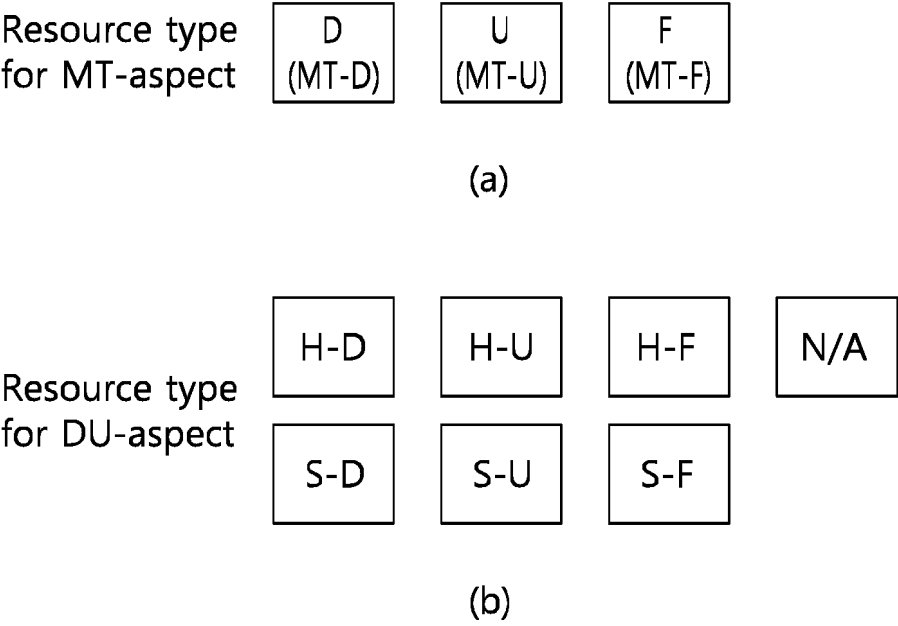 Resource type
for MT-aspect
D
(MT-D)
U
(MT-U)
F
(MT-F)
(a)
Resource type
for DU-aspect
H-D
H-U
H-F
N/A
S-D
S-U
S-F
(b)